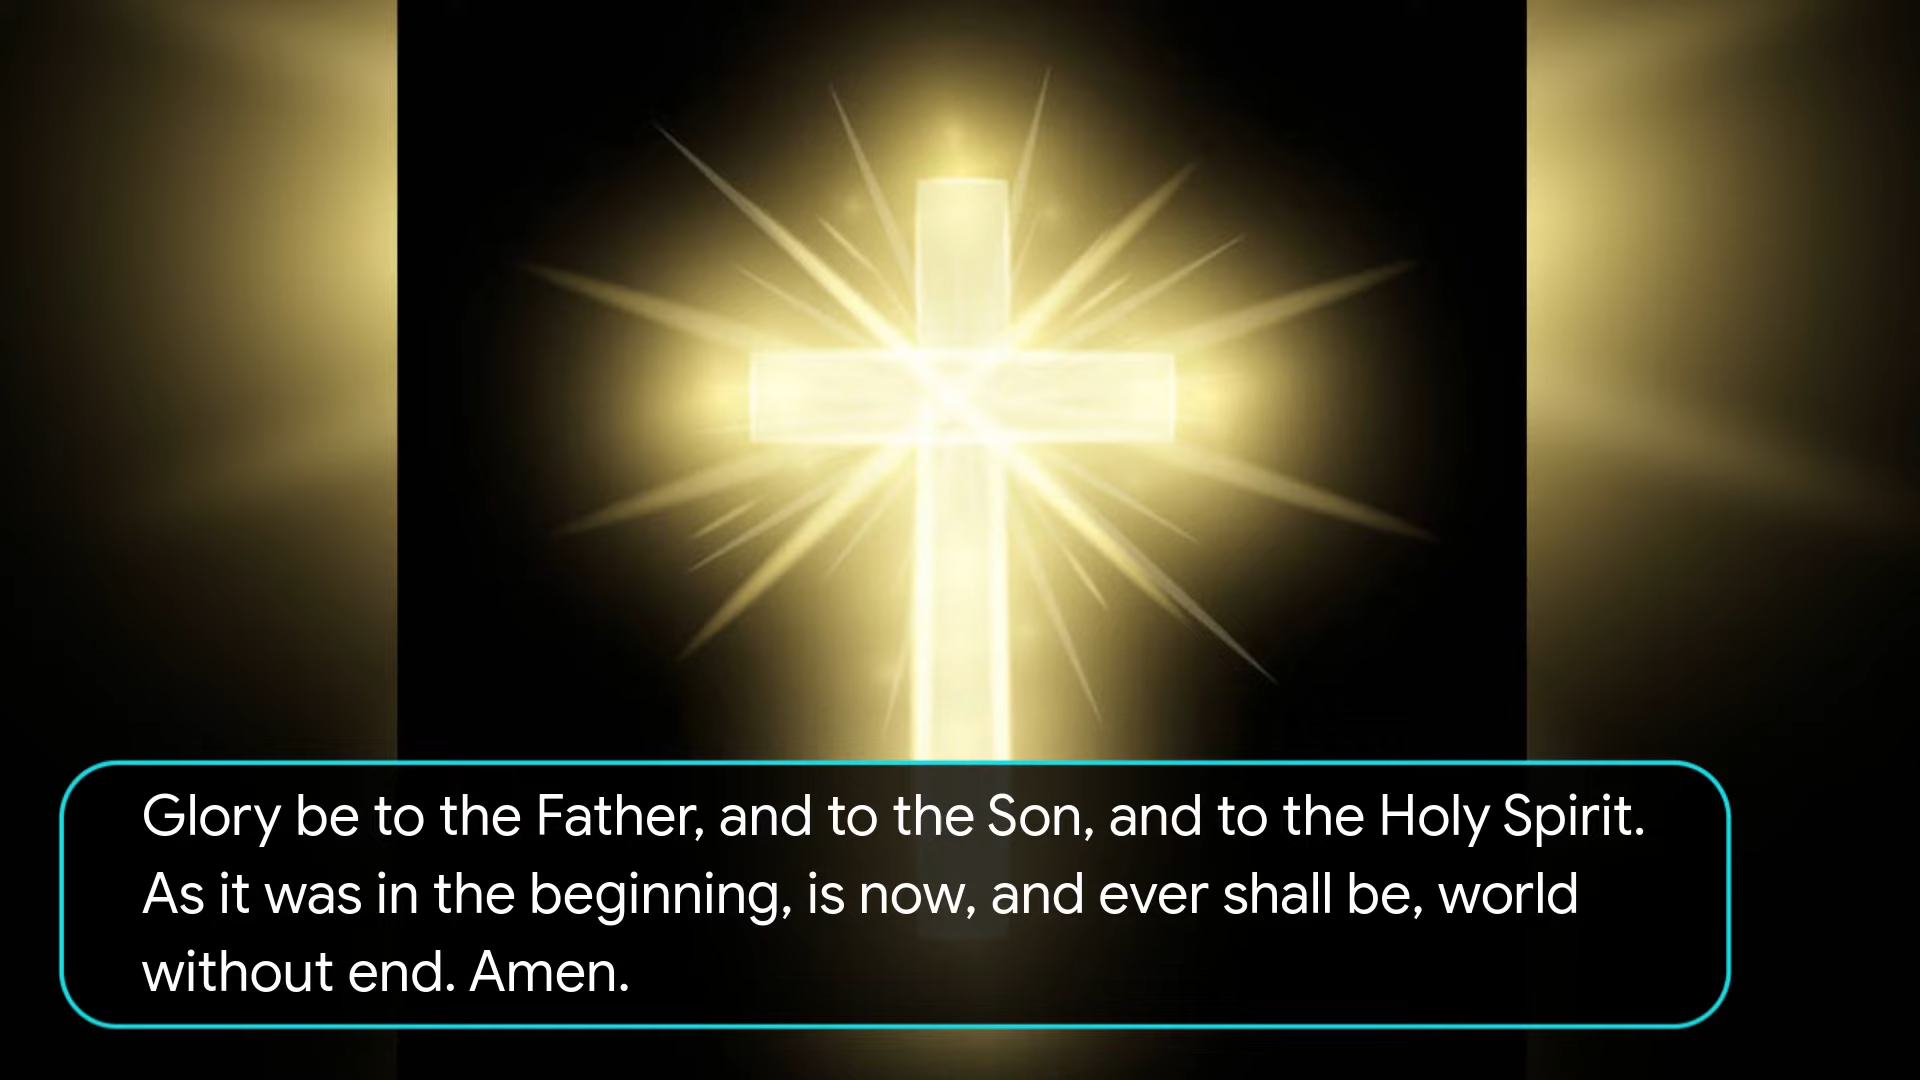 Glory be to the Father, and to the Son, and to the Holy Spirit.
As it was in the beginning, is now, and ever shall be, world
without end. Amen.